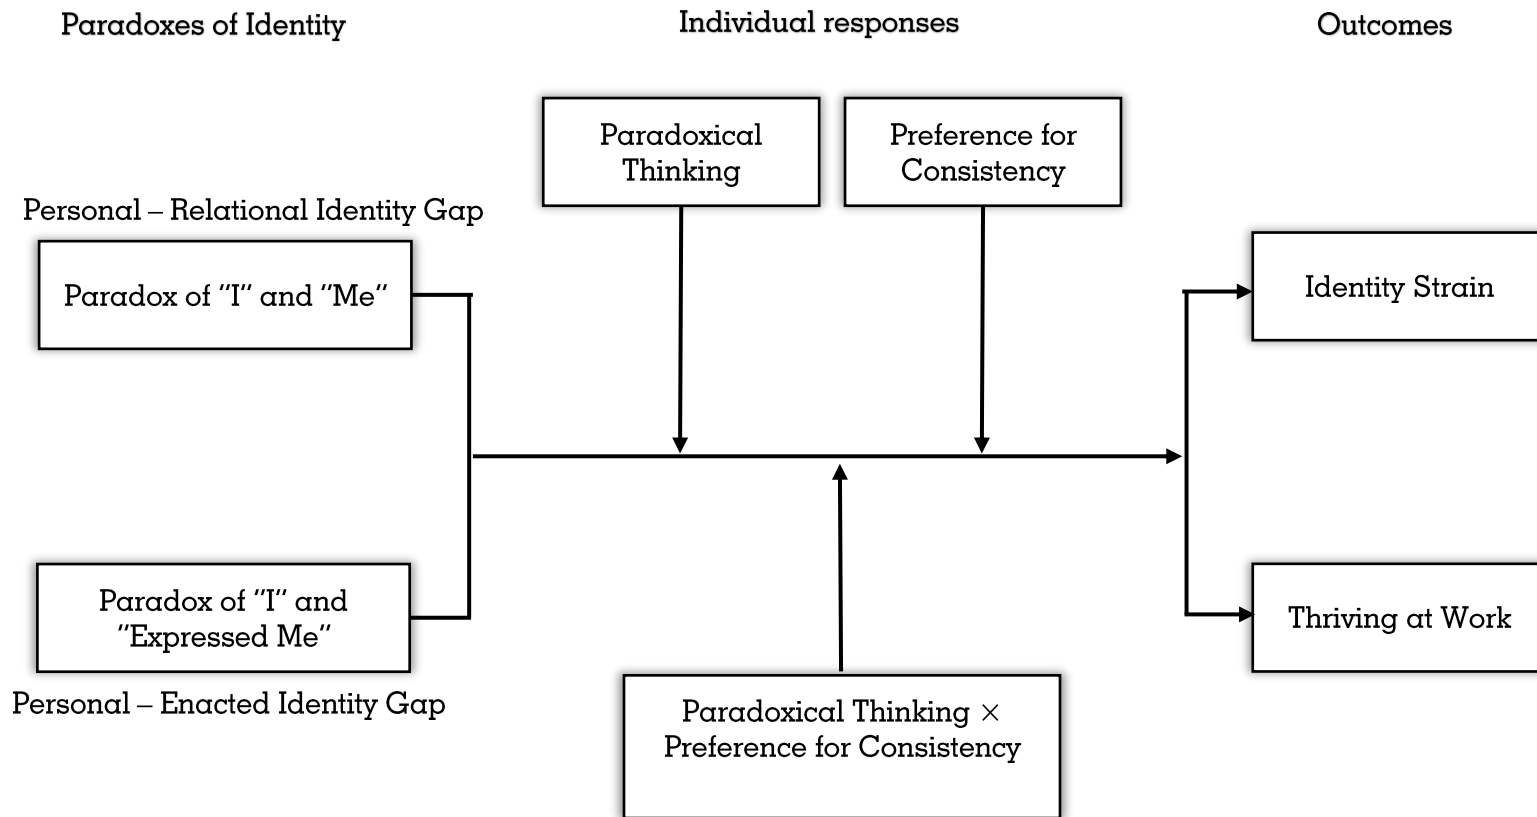 Paradoxes of Identity
Individual responses
Outcomes
Paradoxical
Thinking
Preference for
Consistency
Personal – Relational Identity Gap
Paradox of "I" and "Me"
Identity Strain
Paradox of "I" and
"Expressed Me"
Personal – Enacted Identity Gap
Thriving at Work
Paradoxical Thinking ×
Preference for Consistency